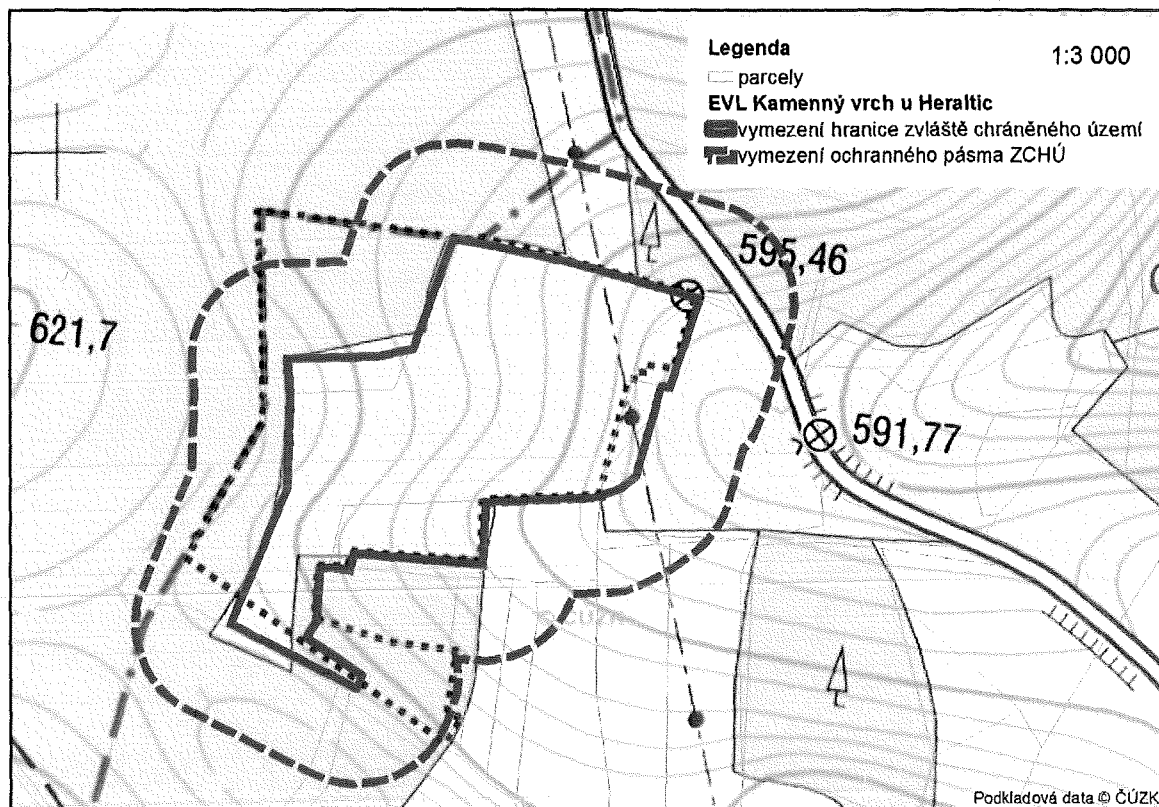 Legenda
1:3 000
parcely
EVL Kamenný vrch u Heraltic
vymezení hranice zvláště chráněného území
vymezení ochranného pásma ZCHÚ
595,46
621,7
591,77
© ČÚZK
Podkladová data © ČÚZK